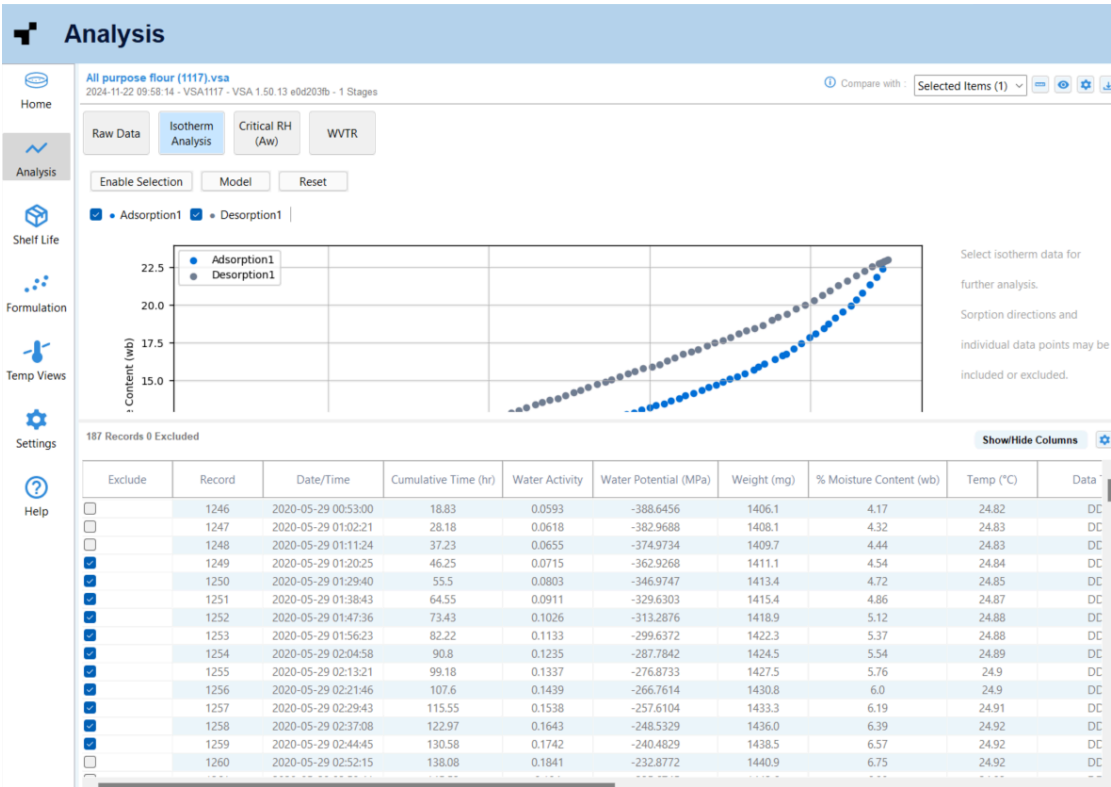 Analysis
Home
Analysis
Shelf Life
Formulation
Temp Views
Settings
Help
All purpose flour (1117).vsa
2024-11-22 09:58:14 - VSA1117 - VSA 1.50.13 e0d203fb - 1 Stages
Compare with : Selected Items (1)
Raw Data
Isotherm
Analysis
Critical RH
(Aw)
WVTR
Enable Selection Model Reset
Adsorption1 Desorption1
Adsorption1
Desorption1
22.5
20.0
17.5
15.0
Content (wb)
Select isotherm data for
further analysis.
Sorption directions and
individual data points may be
included or excluded.
187 Records 0 Excluded
Show/Hide Columns
Exclude Record Date/Time Cumulative Time (hr) Water Activity Water Potential (MPa) Weight (mg) % Moisture Content (wb) Temp (°C) Data
1246 2020-05-29 00:53:00 18.83 0.0593 -388.6456 1406.1 4.17 24.82 DD
1247 2020-05-29 01:02:21 28.18 0.0618 -382.9688 1408.1 4.32 24.83 DD
1248 2020-05-29 01:11:24 37.23 0.0655 -374.9734 1409.7 4.44 24.83 DD
1249 2020-05-29 01:20:25 46.25 0.0715 -362.9268 1411.1 4.54 24.84 DD
1250 2020-05-29 01:29:40 55.5 0.0803 -346.9747 1413.4 4.72 24.85 DD
1251 2020-05-29 01:38:43 64.55 0.0911 -329.6303 1415.4 4.86 24.87 DD
1252 2020-05-29 01:47:36 73.43 0.1026 -313.2876 1418.9 5.12 24.88 DD
1253 2020-05-29 01:56:23 82.22 0.1133 -299.6372 1422.3 5.37 24.88 DD
1254 2020-05-29 02:04:58 90.8 0.1235 -287.7842 1424.5 5.54 24.89 DD
1255 2020-05-29 02:13:21 99.18 0.1337 -276.8733 1427.5 5.76 24.9 DD
1256 2020-05-29 02:21:46 107.6 0.1439 -266.7614 1430.8 6.0 24.9 DD
1257 2020-05-29 02:29:43 115.55 0.1538 -257.6104 1433.3 6.19 24.91 DD
1258 2020-05-29 02:37:08 122.97 0.1643 -248.5329 1436.0 6.39 24.92 DD
1259 2020-05-29 02:44:45 130.58 0.1742 -240.4829 1438.5 6.57 24.92 DD
1260 2020-05-29 02:52:15 138.08 0.1841 -232.8772 1440.9 6.75 24.92 DD